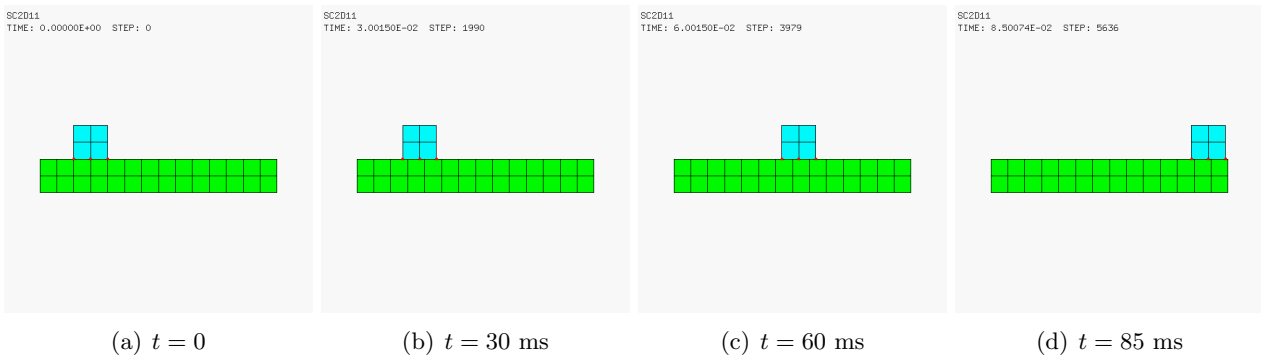 SC2D11
TIME: 0.00000E+00 STEP: 0
SC2D11
TIME: 3.00150E-02 STEP: 1990
SC2D11
TIME: 6.00150E-02 STEP: 3979
SC2D11
TIME: 8.50074E-02 STEP: 5636
(a) t = 0
(b) t = 30 ms
(c) t = 60 ms
(d) t = 85 ms